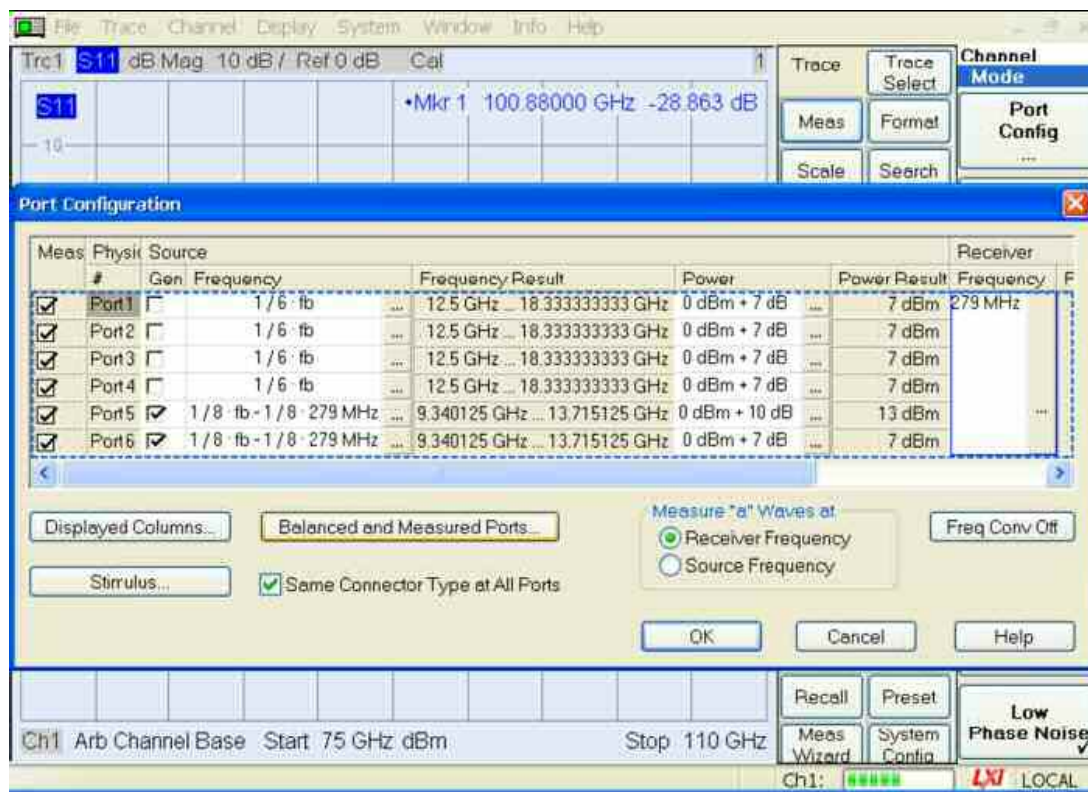 File Trace Channel Display System Window Info Help
Trc1 S11 dB Mag 10 dB / Ref 0 dB Cal 1
S11
•Mkr 1 100.88000 GHz -28.863 dB
10
Trace
Trace Select
Meas
Format
Scale
Search
Channel
Mode
Port Config
...
Port Configuration
Meas Physi Source Receiver
# Gen Frequency Frequency Result Power Power Result Frequency F
Port1 1 / 6 · fb ... 12.5 GHz ... 18.333333333 GHz 0 dBm + 7 dB ... 7 dBm 279 MHz
Port2 1 / 6 · fb ... 12.5 GHz ... 18.333333333 GHz 0 dBm + 7 dB ... 7 dBm
Port3 1 / 6 · fb ... 12.5 GHz ... 18.333333333 GHz 0 dBm + 7 dB ... 7 dBm
Port4 1 / 6 · fb ... 12.5 GHz ... 18.333333333 GHz 0 dBm + 7 dB ... 7 dBm
Port5 1 / 8 · fb - 1 / 8 · 279 MHz ... 9.340125 GHz ... 13.715125 GHz 0 dBm + 10 dB ... 13 dBm ...
Port6 1 / 8 · fb - 1 / 8 · 279 MHz ... 9.340125 GHz ... 13.715125 GHz 0 dBm + 7 dB ... 7 dBm
Displayed Columns...
Balanced and Measured Ports...
Measure "a" Waves at
Receiver Frequency
Source Frequency
Freq Conv Off
Stimulus...
Same Connector Type at All Ports
OK
Cancel
Help
Recall
Preset
Low Phase Noise
Ch1 Arb Channel Base Start 75 GHz dBm Stop 110 GHz
Meas Wizard
System Config
Ch1:
LXI LOCAL